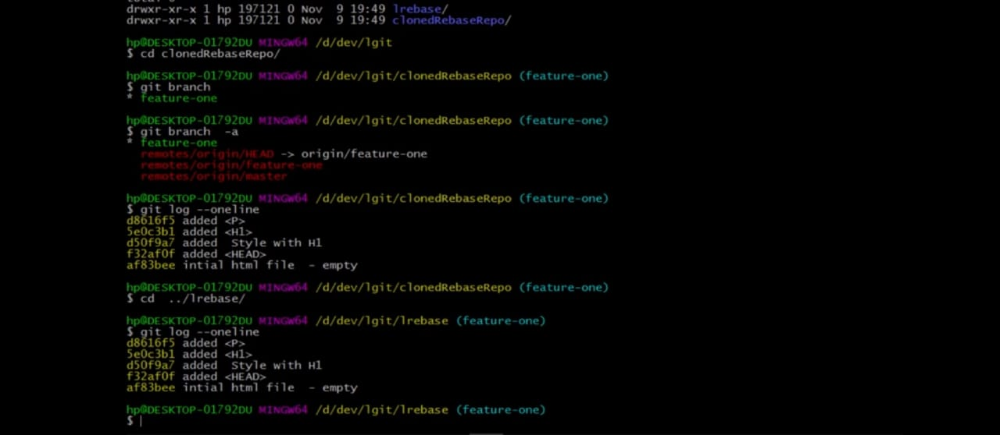 drwxr-xr-x 1 hp 197121 0 Nov  9 19:49 lrebase/
drwxr-xr-x 1 hp 197121 0 Nov  9 19:49 clonedRebaseRepo/
hp@DESKTOP-01792DU MINGW64 /d/dev/lgit
$ cd clonedRebaseRepo/
hp@DESKTOP-01792DU MINGW64 /d/dev/lgit/clonedRebaseRepo (feature-one)
$ git branch
* feature-one
hp@DESKTOP-01792DU MINGW64 /d/dev/lgit/clonedRebaseRepo (feature-one)
$ git branch  -a
* feature-one
remotes/origin/HEAD -> origin/feature-one
remotes/origin/feature-one
remotes/origin/master
hp@DESKTOP-01792DU MINGW64 /d/dev/lgit/clonedRebaseRepo (feature-one)
$ git log --oneline
d8616f5 added <P>
5e0c3b1 added <H1>
d50f9a7 added  Style with H1
f32af0f added <HEAD>
af83bee intial html file  - empty
hp@DESKTOP-01792DU MINGW64 /d/dev/lgit/clonedRebaseRepo (feature-one)
$ cd  ../lrebase/
hp@DESKTOP-01792DU MINGW64 /d/dev/lgit/lrebase (feature-one)
$ git log --oneline
d8616f5 added <P>
5e0c3b1 added <H1>
d50f9a7 added  Style with H1
f32af0f added <HEAD>
af83bee intial html file  - empty
hp@DESKTOP-01792DU MINGW64 /d/dev/lgit/lrebase (feature-one)
$